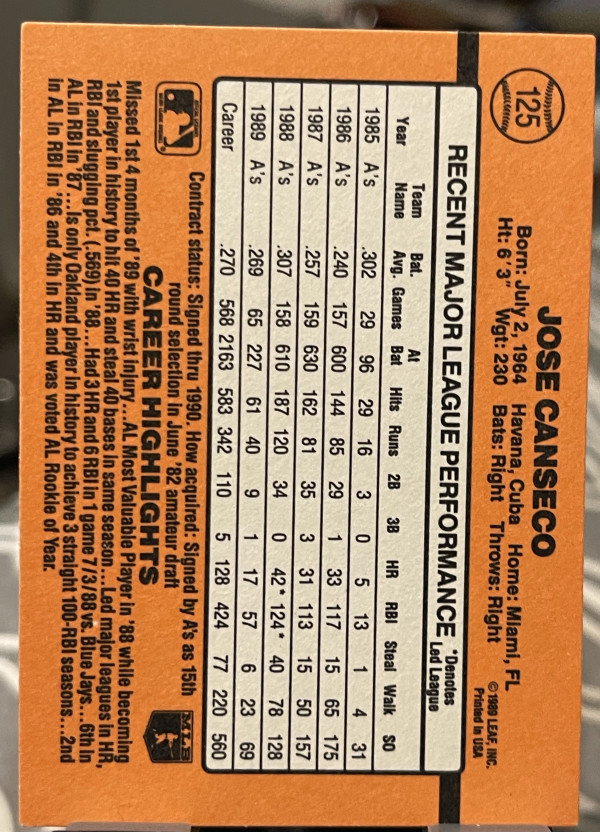 125
JOSE CANSECO
Born: July 2, 1964 Havana, Cuba Home: Miami, FL
Ht: 6'3" Wgt: 230 Bats: Right Throws: Right
©1989 LEAF, INC.
Printed in USA
RECENT MAJOR LEAGUE PERFORMANCE *Denotes Led League
Year Team Name Bat. Avg. Games At Bat Hits Runs 2B 3B HR RBI Steal Walk SO
1985 A's .302 29 96 29 16 3 0 5 13 1 4 31
1986 A's .240 157 600 144 85 29 1 33 117 15 65 175
1987 A's .257 159 630 162 81 35 3 31 113 15 50 157
1988 A's .307 158 610 187 120 34 0 42* 124* 40 78 128
1989 A's .269 65 227 61 40 9 1 17 57 6 23 69
Career .270 568 2163 583 342 110 5 128 424 77 220 560
Contract status: Signed thru 1990. How acquired: Signed by A's as 15th
round selection in June '82 amateur draft
CAREER HIGHLIGHTS
MLB
Missed 1st 4 months of '89 with wrist injury...AL Most Valuable Player in '88 while becoming
1st player in history to hit 40 HR and steal 40 bases in same season...Led major leagues in HR,
RBI and slugging pct. (.569) in '88...Had 3 HR and 6 RBI in 1 game 7/3/88 vs. Blue Jays...6th in
AL in RBI in '87...Is only Oakland player in history to achieve 3 straight 100-RBI seasons...2nd
in AL in RBI in '86 and 4th in HR and was voted AL Rookie of Year.